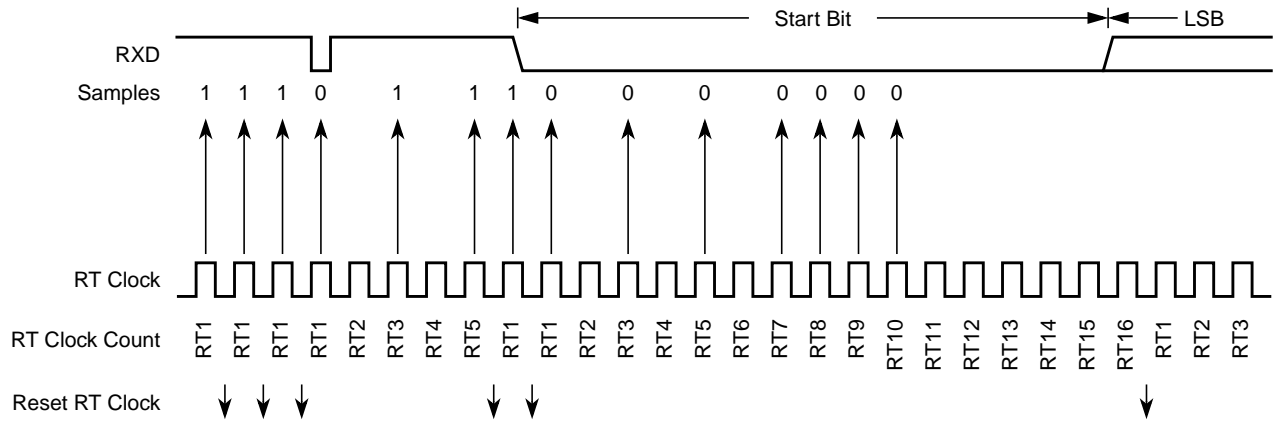 Start Bit LSB
RXD
Samples 1 1 1 0 1 1 1 0 0 0 0 0 0 0
RT Clock
RT Clock Count RT1 RT1 RT1 RT1 RT2 RT3 RT4 RT5 RT1 RT1 RT2 RT3 RT4 RT5 RT6 RT7 RT8 RT9 RT10 RT11 RT12 RT13 RT14 RT15 RT16 RT1 RT2 RT3
Reset RT Clock